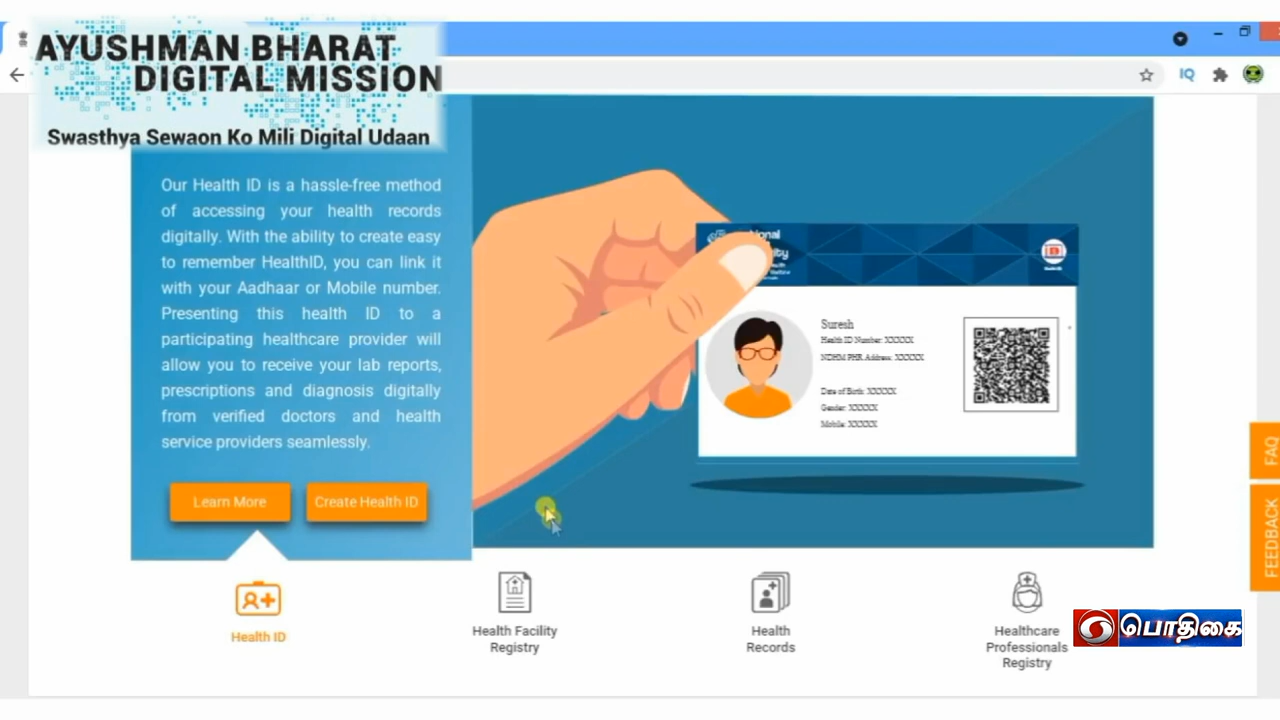 AYUSHMAN BHARAT
DIGITAL MISSION
Swasthya Sewaon Ko Mili Digital Udaan
IQ
Our Health ID is a hassle-free method
of accessing your health records
digitally. With the ability to create easy
to remember HealthID, you can link it
with your Aadhaar or Mobile number.
Presenting this health ID to a
participating healthcare provider will
allow you to receive your lab reports,
prescriptions and diagnosis digitally
from verified doctors and health
service providers seamlessly.
Learn More
Create Health ID
Suresh
Health ID Number: XXXXX
NDHM PHR Address: XXXXX
Date of Birth: XXXXX
Gender: XXXXX
Mobile: XXXXX
FAQ
FEEDBACK
Health ID
Health Facility
Registry
Health
Records
Healthcare
Professionals
Registry
பொதிகை